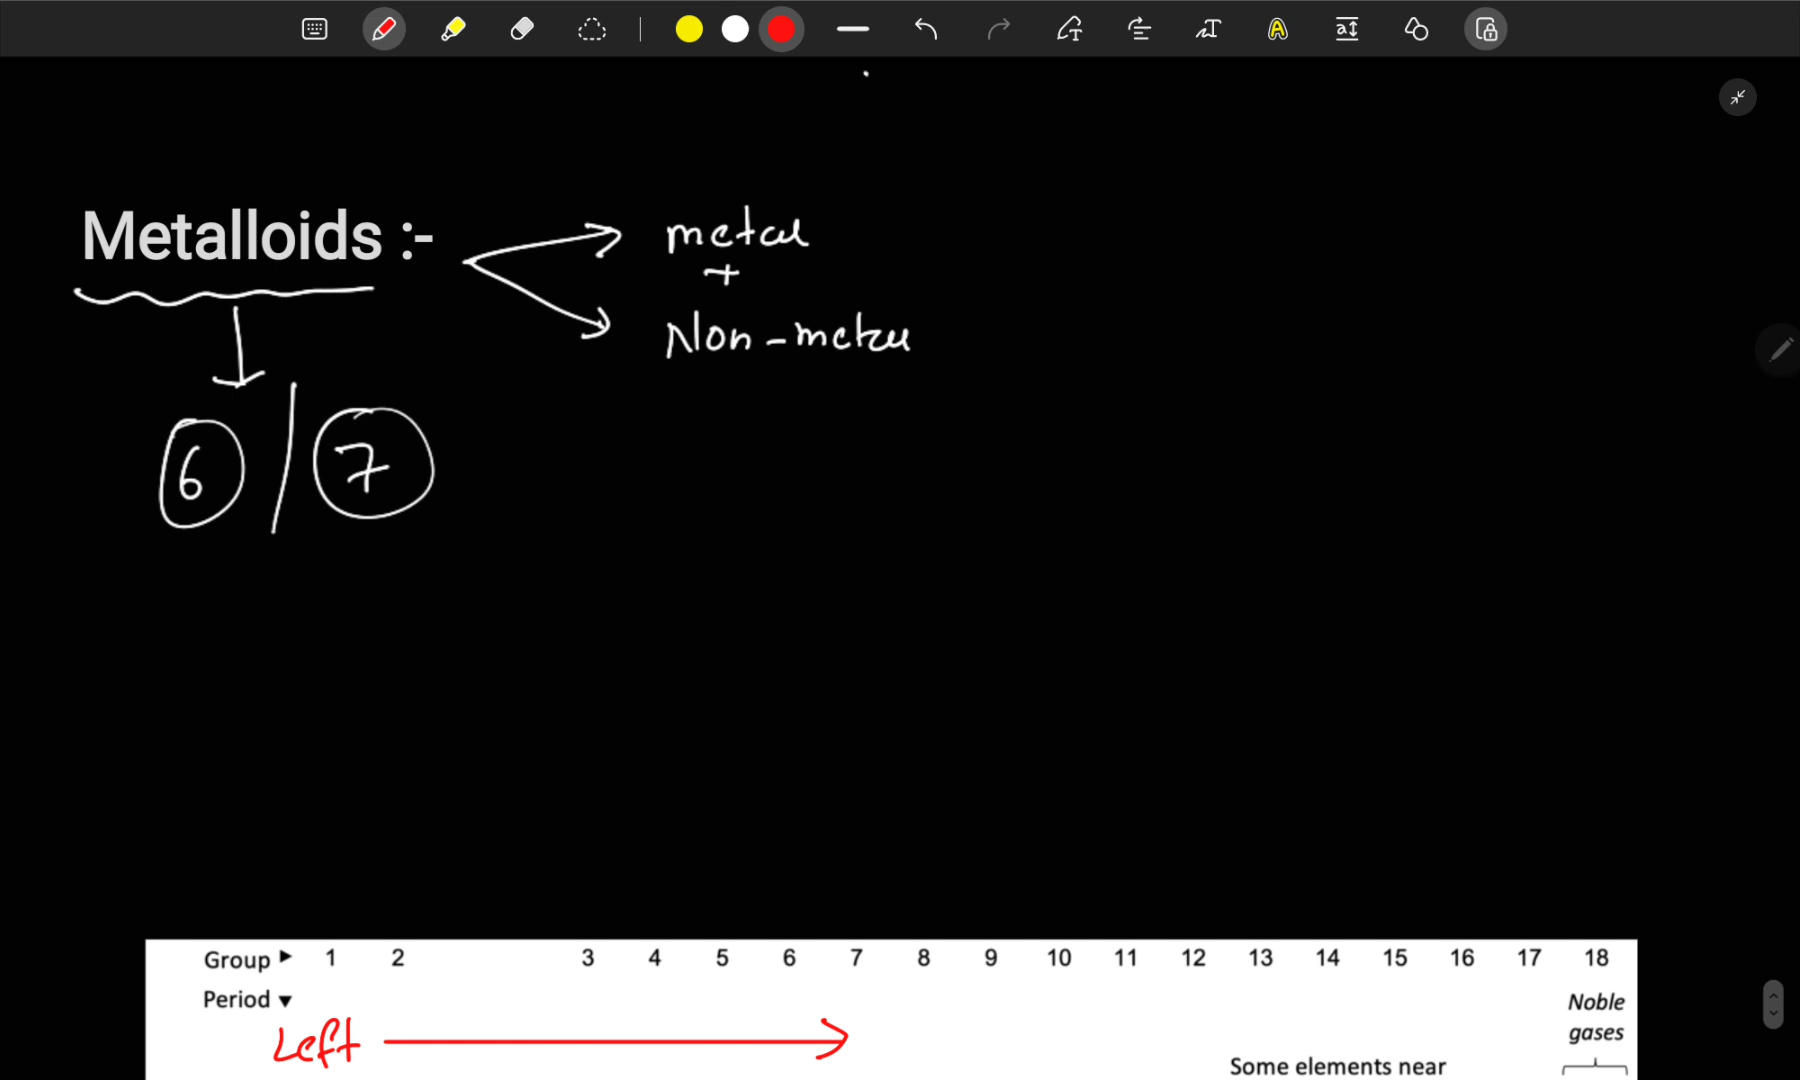 Metalloids :-
metal
+
Non-metal
6 / 7
Group ► 1 2 3 4 5 6 7 8 9 10 11 12 13 14 15 16 17 18
Period ▼
Noble
gases
Left
Some elements near